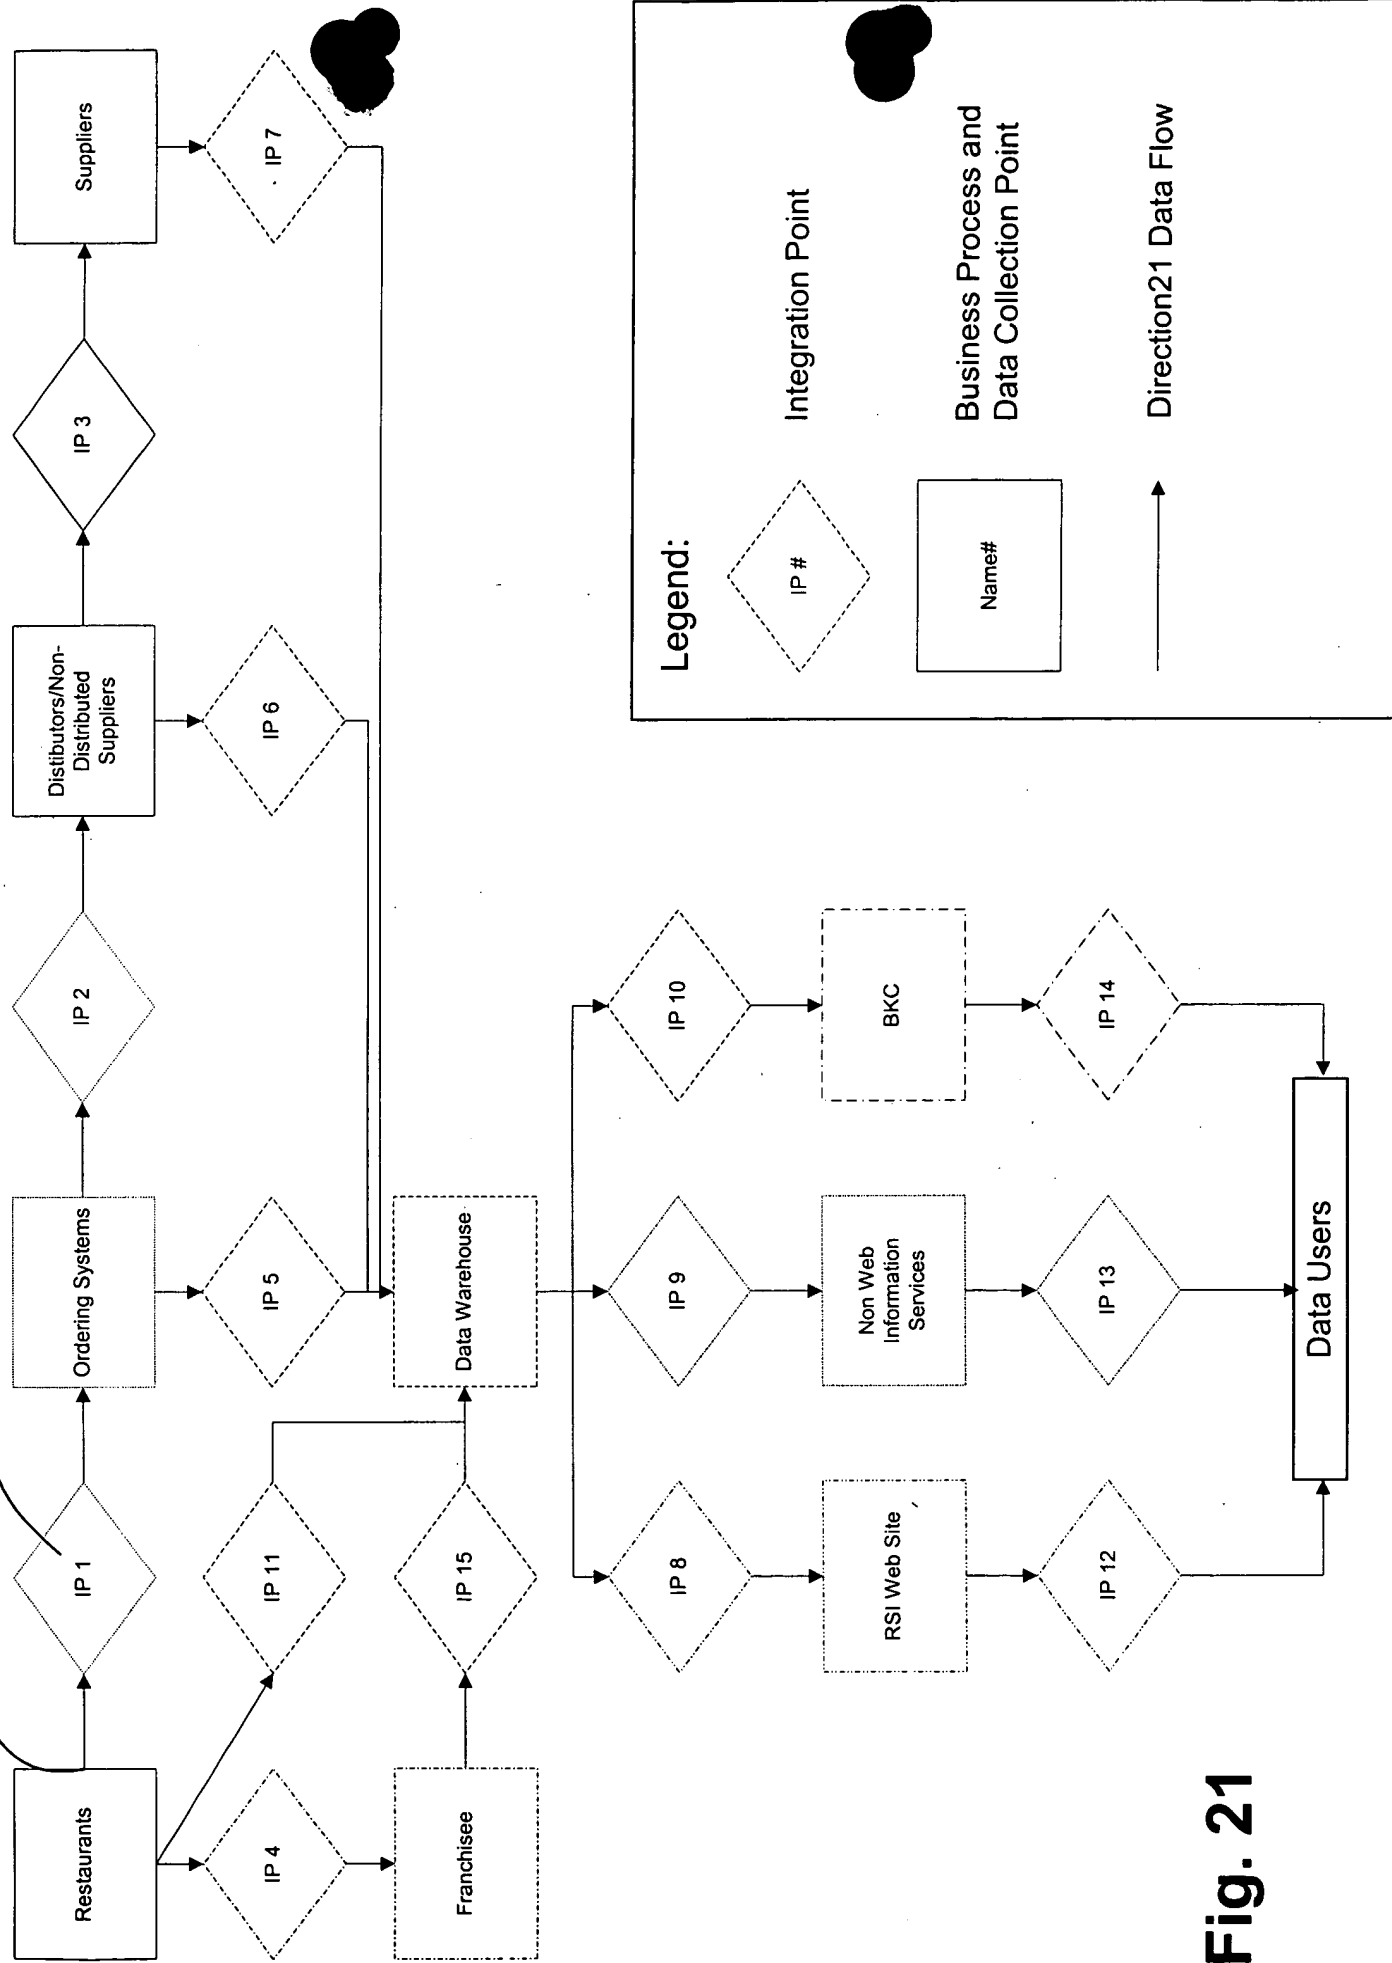 Restaurants
IP 1
Ordering Systems
IP 2
Distibutors/Non-
Distributed
Suppliers
IP 3
Suppliers
IP 4
IP 11
IP 5
IP 6
IP 7
Franchisee
IP 15
Data Warehouse
IP 8
IP 9
IP 10
RSI Web Site
Non Web
Information
Services
BKC
IP 12
IP 13
IP 14
Data Users
Legend:
IP #
Integration Point
Name#
Business Process and
Data Collection Point
Direction21 Data Flow
Fig. 21